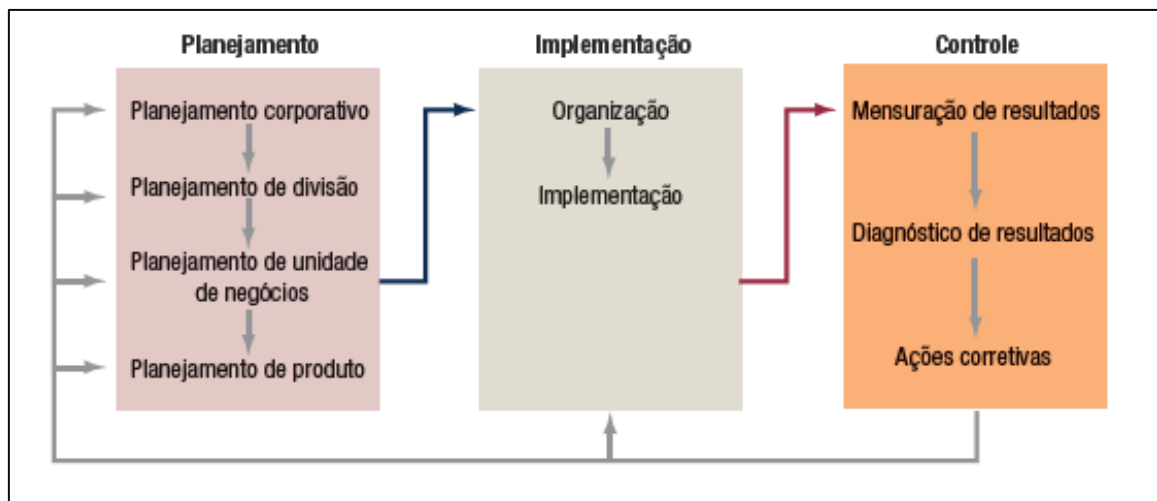 Planejamento
Planejamento corporativo
Planejamento de divisão
Planejamento de unidade
de negócios
Planejamento de produto
Implementação
Organização
Implementação
Controle
Mensuração de resultados
Diagnóstico de resultados
Ações corretivas